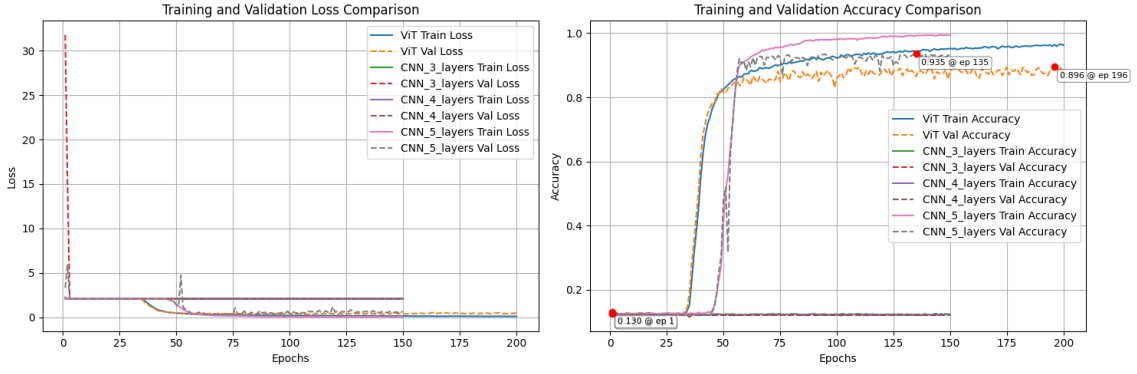 Training and Validation Loss Comparison
30
25
20
15
10
5
0
Loss
0
25
50
75
100
125
150
175
200
Epochs
ViT Train Loss
ViT Val Loss
CNN_3_layers Train Loss
CNN_3_layers Val Loss
CNN_4_layers Train Loss
CNN_4_layers Val Loss
CNN_5_layers Train Loss
CNN_5_layers Val Loss
Training and Validation Accuracy Comparison
1.0
0.8
0.6
0.4
0.2
Accuracy
0
25
50
75
100
125
150
175
200
Epochs
0.935 @ ep 135
0.896 @ ep 196
0.130 @ ep 1
ViT Train Accuracy
ViT Val Accuracy
CNN_3_layers Train Accuracy
CNN_3_layers Val Accuracy
CNN_4_layers Train Accuracy
CNN_4_layers Val Accuracy
CNN_5_layers Train Accuracy
CNN_5_layers Val Accuracy